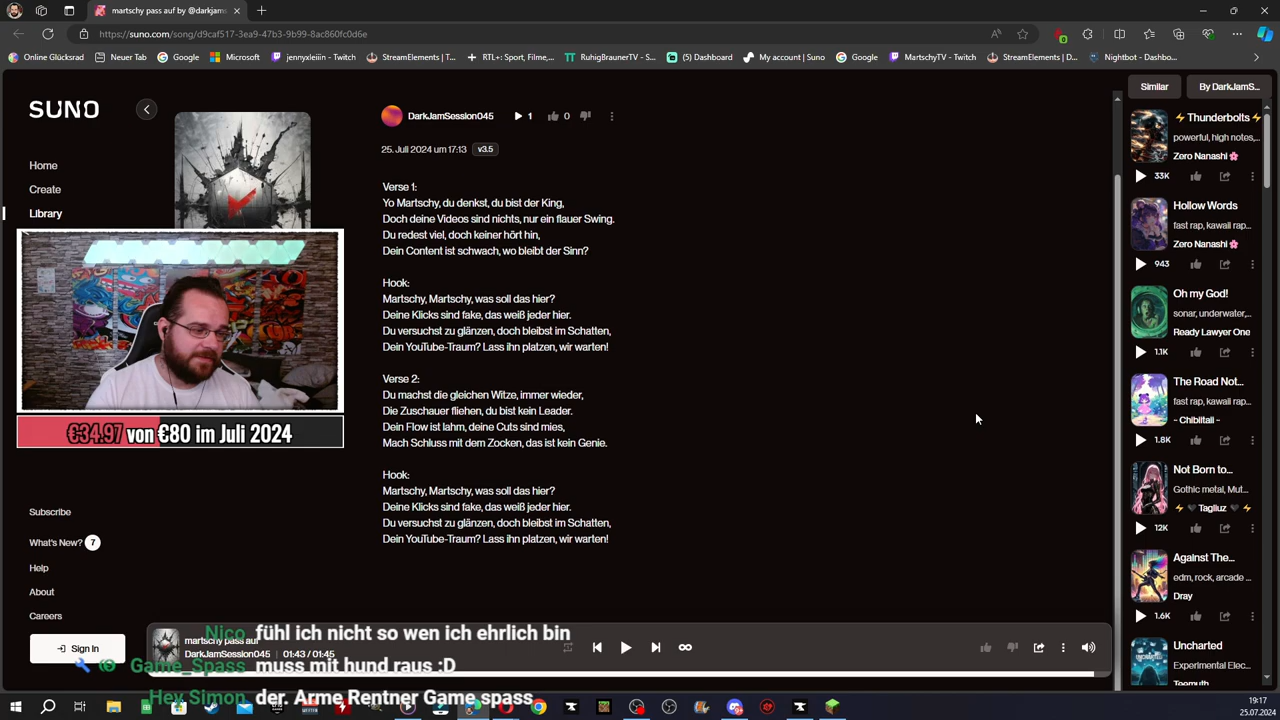 martschy pass auf by @darkjams
https://suno.com/song/d9caf517-3ea9-47b3-9b99-8ac860fc0d6e
Online Glücksrad
Neuer Tab
Google
Microsoft
jennyxleiiin - Twitch
StreamElements | T...
RTL+: Sport, Filme,...
TT RuhigBraunerTV - S...
(5) Dashboard
My account | Suno
Google
MartschyTV - Twitch
StreamElements | D...
Nightbot - Dashboard
SUNO
Home
Create
Library
€34.97 von €80 im Juli 2024
Subscribe
What's New? 7
Help
About
Careers
Sign In
DarkJamSession045
1
0
25. Juli 2024 um 17:13
v3.5
Verse 1:
Yo Martschy, du denkst, du bist der King,
Doch deine Videos sind nichts, nur ein flauer Swing.
Du redest viel, doch keiner hört hin,
Dein Content ist schwach, wo bleibt der Sinn?
Hook:
Martschy, Martschy, was soll das hier?
Deine Klicks sind fake, das weiß jeder hier.
Du versuchst zu glänzen, doch bleibst im Schatten,
Dein YouTube-Traum? Lass ihn platzen, wir warten!
Verse 2:
Du machst die gleichen Witze, immer wieder,
Die Zuschauer fliehen, du bist kein Leader.
Dein Flow ist lahm, deine Cuts sind mies,
Mach Schluss mit dem Zocken, das ist kein Genie.
Hook:
Martschy, Martschy, was soll das hier?
Deine Klicks sind fake, das weiß jeder hier.
Du versuchst zu glänzen, doch bleibst im Schatten,
Dein YouTube-Traum? Lass ihn platzen, wir warten!
Similar
By DarkJamS...
Thunderbolts
powerful, high notes,...
Zero Nanashi
33K
Hollow Words
fast rap, kawaii rap...
Zero Nanashi
943
Oh my God!
sonar, underwater,...
Ready Lawyer One
1.1K
The Road Not...
fast rap, kawaii rap...
- Chibiltail -
1.8K
Not Born to...
Gothic metal, Mut...
Tagliuz
12K
Against The...
edm, rock, arcade ...
Dray
1.6K
Uncharted
Experimental Elec...
Teemuth
martschy pass auf
DarkJamSession045
01:43 / 01:45
Nico fühl ich nicht so wen ich ehrlich bin
Game_Spass muss mit hund raus :D
Hey Simon der. Arme Rentner Game spass
19:17
25.07.2024